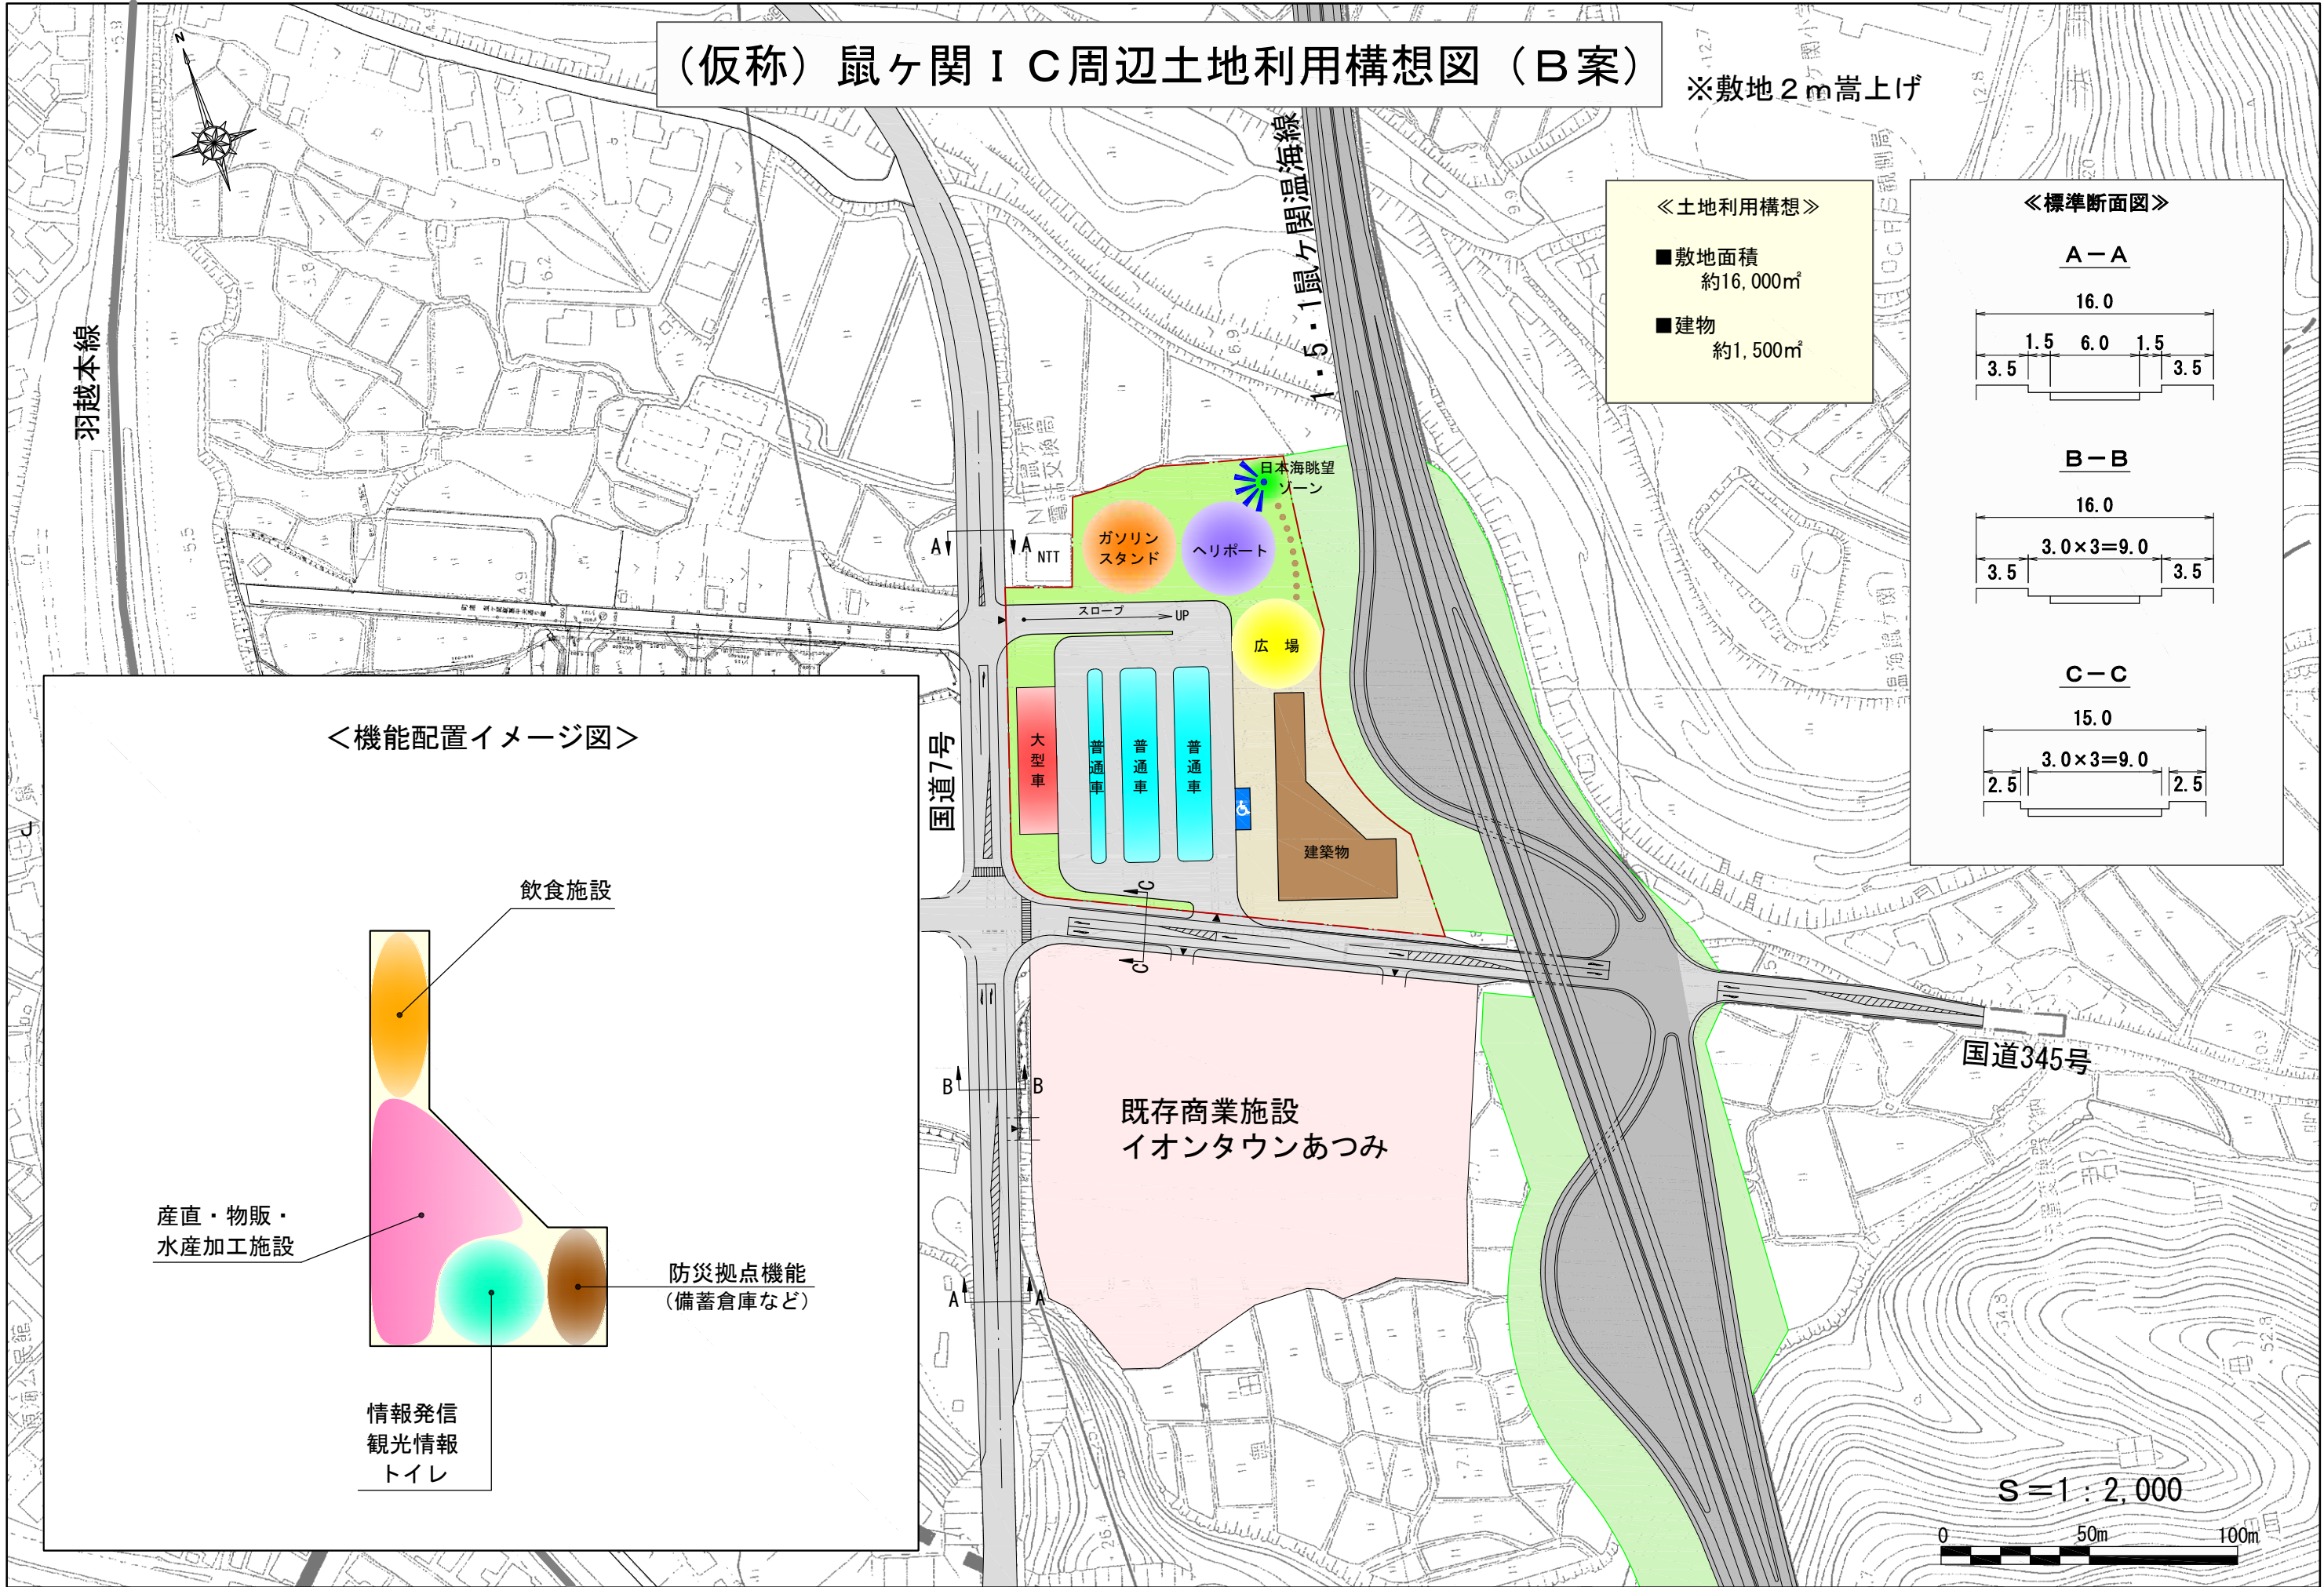 （仮称）鼠ヶ関ＩＣ周辺土地利用構想図（Ｂ案）
※敷地２ｍ嵩上げ
N
≪土地利用構想≫
■敷地面積
約16,000㎡
■建物
約1,500㎡
≪標準断面図≫
A－A
16.0
1.5 6.0 1.5
3.5 3.5
B－B
16.0
3.0×3=9.0
3.5 3.5
C－C
15.0
3.0×3=9.0
2.5 2.5
羽越本線
1・5・1鼠ヶ関温海線
日本海眺望
ゾーン
ガソリン
スタンド
ヘリポート
A A
NTT
スロープ
UP
広　場
国道7号
大型車
普通車
普通車
普通車
建築物
C
C
B B
既存商業施設
イオンタウンあつみ
A A
国道345号
＜機能配置イメージ図＞
飲食施設
産直・物販・
水産加工施設
防災拠点機能
（備蓄倉庫など）
情報発信
観光情報
トイレ
S＝1：2,000
0 50m 100m